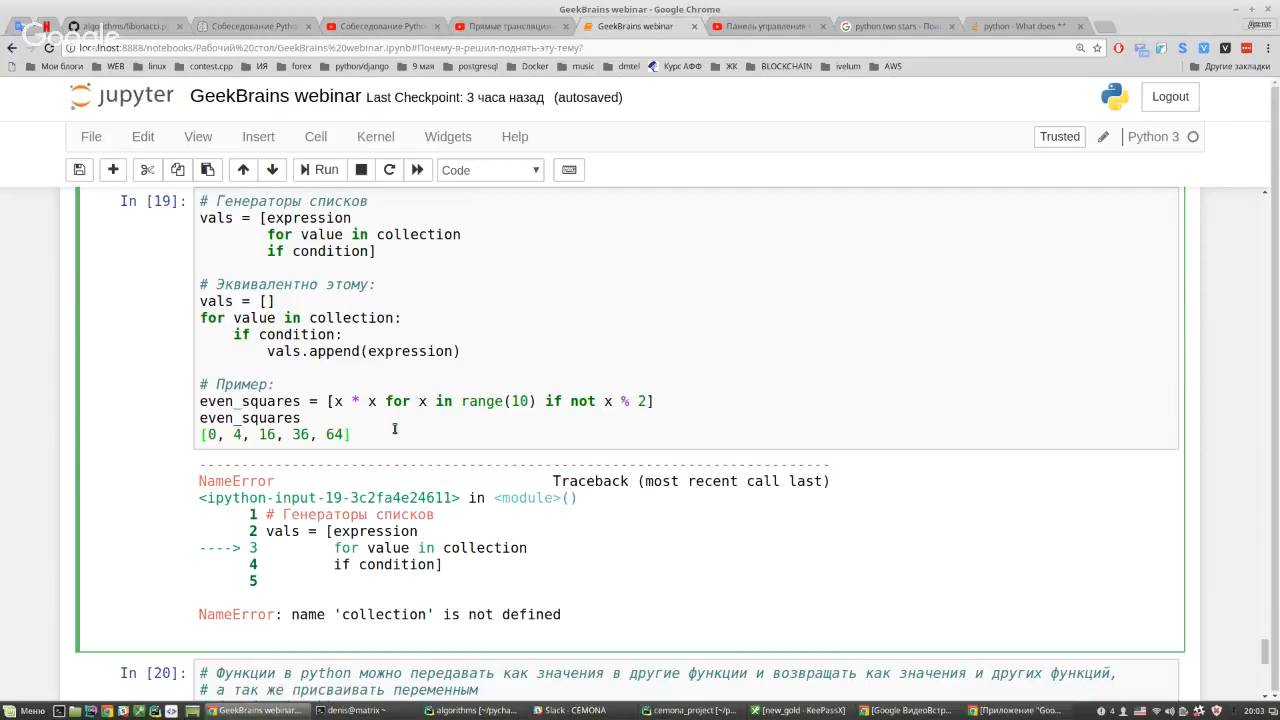 GeekBrains webinar - Google Chrome
algorithms/fibonacci.p
Собеседование Python
Собеседование Pytho
Прямые трансляции
GeekBrains webinar
Панель управления
python two stars - Пои
python - What does **
Денис
Google
localhost:8888/notebooks/Рабочий стол/GeekBrains%20webinar.ipynb#Почему-я-решил-поднять-эту-тему?
Мои блоги WEB linux contest.cpp ИЯ forex python/django 9 мая postgresql Docker music dmtel Курс АФФ ЖК BLOCKCHAIN ivelum AWS Другие закладки
jupyter GeekBrains webinar Last Checkpoint: 3 часа назад (autosaved) Logout
File Edit View Insert Cell Kernel Widgets Help Trusted Python 3
Run Code
In [19]: # Генераторы списков
vals = [expression
for value in collection
if condition]
# Эквивалентно этому:
vals = []
for value in collection:
if condition:
vals.append(expression)
# Пример:
even_squares = [x * x for x in range(10) if not x % 2]
even_squares
[0, 4, 16, 36, 64]
---------------------------------------------------------------------------
NameError Traceback (most recent call last)
<ipython-input-19-3c2fa4e24611> in <module>()
1 # Генераторы списков
2 vals = [expression
----> 3 for value in collection
4 if condition]
5
NameError: name 'collection' is not defined
In [20]: # Функции в python можно передавать как значения в другие функции и возвращать как значения и других функций,
# а так же присваивать переменным
Меню GeekBrains webinar... denis@matrix ~ algorithms [~/pycha... Slack - CEMONA cemona_project [~/p... new_gold - KeePassX] [Google ВидеоВстр... [Приложение "Goo... 4 20:03